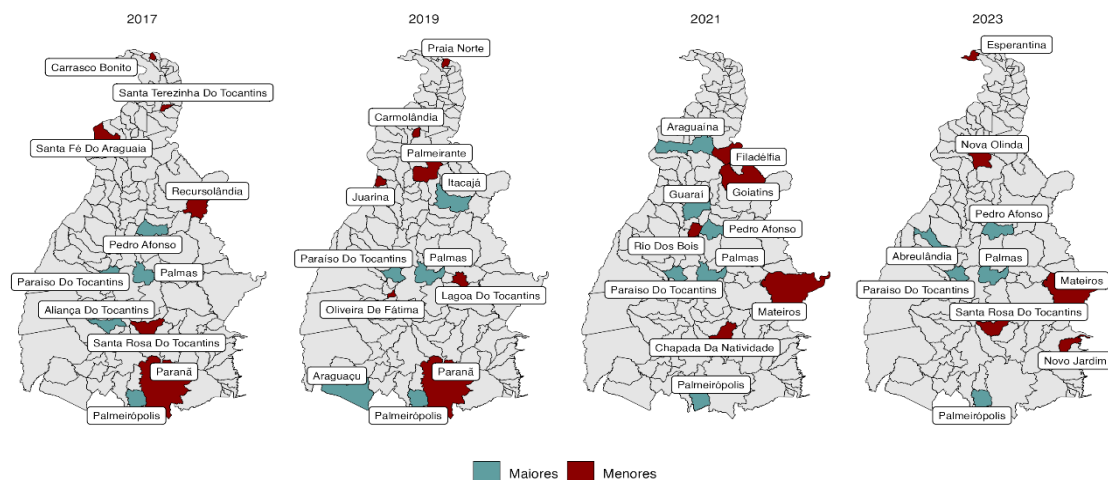 2017
Carrasco Bonito
Santa Terezinha Do Tocantins
Santa Fé Do Araguaia
Recursolândia
Pedro Afonso
Paraíso Do Tocantins
Palmas
Aliança Do Tocantins
Santa Rosa Do Tocantins
Paranã
Palmeirópolis
2019
Praia Norte
Carmolândia
Palmeirante
Itacajá
Juarina
Paraíso Do Tocantins
Palmas
Lagoa Do Tocantins
Oliveira De Fátima
Araguaçu
Paranã
Palmeirópolis
2021
Araguaína
Filadélfia
Goiatins
Guaraí
Rio Dos Bois
Pedro Afonso
Palmas
Paraíso Do Tocantins
Mateiros
Chapada Da Natividade
Palmeirópolis
2023
Esperantina
Nova Olinda
Pedro Afonso
Abreulândia
Palmas
Paraíso Do Tocantins
Mateiros
Santa Rosa Do Tocantins
Novo Jardim
Palmeirópolis
Maiores
Menores